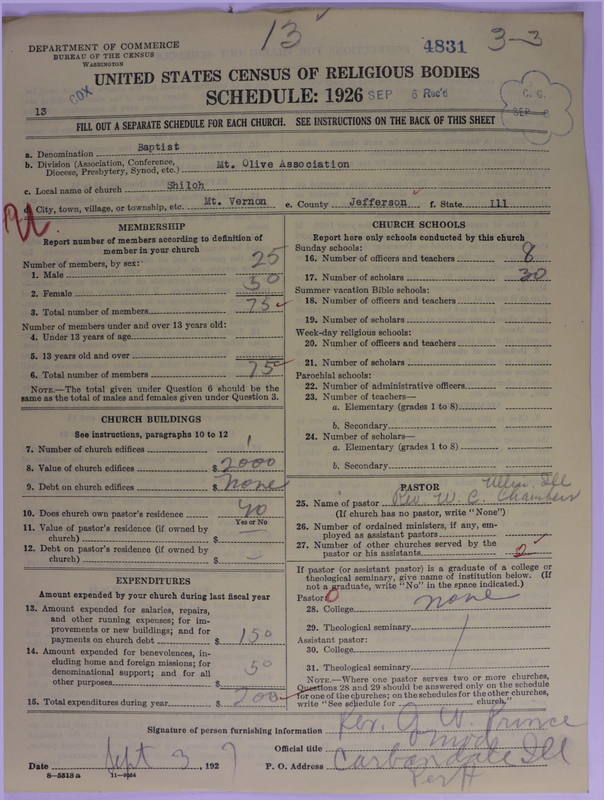 13
4831
3-3
DEPARTMENT OF COMMERCE
BUREAU OF THE CENSUS
WASHINGTON
UNITED STATES CENSUS OF RELIGIOUS BODIES
COX
SCHEDULE: 1926 SEP 6 Rec'd
C. G.
SEP 8
13
FILL OUT A SEPARATE SCHEDULE FOR EACH CHURCH. SEE INSTRUCTIONS ON THE BACK OF THIS SHEET
a. Denomination Baptist
b. Division (Association, Conference, Diocese, Presbytery, Synod, etc.) Mt. Olive Association
c. Local name of church Shiloh
d. City, town, village, or township, etc. Mt. Vernon e. County Jefferson f. State Ill
MEMBERSHIP
Report number of members according to definition of
member in your church
Number of members, by sex:
1. Male 25
2. Female 50
3. Total number of members 75
Number of members under and over 13 years old:
4. Under 13 years of age
5. 13 years old and over
6. Total number of members 75
NOTE.—The total given under Question 6 should be the
same as the total of males and females given under Question 3.
CHURCH BUILDINGS
See instructions, paragraphs 10 to 12
7. Number of church edifices 1
8. Value of church edifices $ 2000
9. Debt on church edifices $ none
10. Does church own pastor's residence no
Yes or No
11. Value of pastor's residence (if owned by
church) $
12. Debt on pastor's residence (if owned by
church) $
EXPENDITURES
Amount expended by your church during last fiscal year
13. Amount expended for salaries, repairs,
and other running expenses; for im-
provements or new buildings; and for
payments on church debt $ 150
14. Amount expended for benevolences, in-
cluding home and foreign missions; for
denominational support; and for all
other purposes $ 50
15. Total expenditures during year $ 200
CHURCH SCHOOLS
Report here only schools conducted by this church
Sunday schools:
16. Number of officers and teachers 8
17. Number of scholars 30
Summer vacation Bible schools:
18. Number of officers and teachers
19. Number of scholars
Week-day religious schools:
20. Number of officers and teachers
21. Number of scholars
Parochial schools:
22. Number of administrative officers
23. Number of teachers—
a. Elementary (grades 1 to 8)
b. Secondary
24. Number of scholars—
a. Elementary (grades 1 to 8)
b. Secondary
PASTOR Ullin, Ill
25. Name of pastor Rev. W. C. Chambers
(If church has no pastor, write "None")
26. Number of ordained ministers, if any, em-
ployed as assistant pastors
27. Number of other churches served by the
pastor or his assistants 2
If pastor (or assistant pastor) is a graduate of a college or
theological seminary, give name of institution below. (If
not a graduate, write "No" in the space indicated.)
Pastor: 0
28. College none
29. Theological seminary
Assistant pastor:
30. College
31. Theological seminary
NOTE.—Where one pastor serves two or more churches,
Questions 28 and 29 should be answered only on the schedule
for one of the churches; on the schedules for the other churches,
write "See schedule for church."
Signature of person furnishing information Rev. G. W. Prince
Official title mod
Date Sept 3, 1927 P. O. Address Carbondale Ill
8—5518a 11—9264
Per H